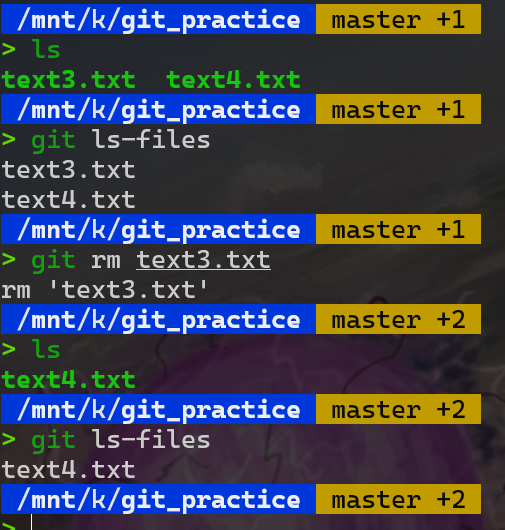 /mnt/k/git_practice master +1
> ls
text3.txt text4.txt
/mnt/k/git_practice master +1
> git ls-files
text3.txt
text4.txt
/mnt/k/git_practice master +1
> git rm text3.txt
rm 'text3.txt'
/mnt/k/git_practice master +2
> ls
text4.txt
/mnt/k/git_practice master +2
> git ls-files
text4.txt
/mnt/k/git_practice master +2
>